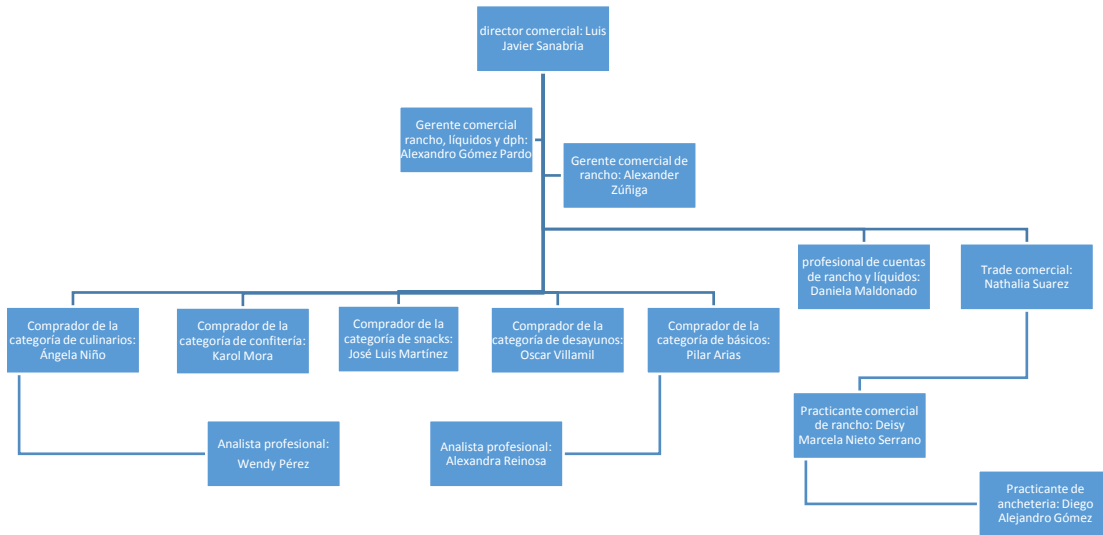 director comercial: Luis
Javier Sanabria
Gerente comercial
rancho, líquidos y dph:
Alexandro Gómez Pardo
Gerente comercial de
rancho: Alexander
Zúñiga
profesional de cuentas
de rancho y líquidos:
Daniela Maldonado
Trade comercial:
Nathalia Suarez
Comprador de la
categoría de culinarios:
Ángela Niño
Comprador de la
categoría de confitería:
Karol Mora
Comprador de la
categoría de snacks:
José Luis Martínez
Comprador de la
categoría de desayunos:
Oscar Villamil
Comprador de la
categoría de básicos:
Pilar Arias
Practicante comercial
de rancho: Deisy
Marcela Nieto Serrano
Analista profesional:
Wendy Pérez
Analista profesional:
Alexandra Reinosa
Practicante de
ancheteria: Diego
Alejandro Gómez